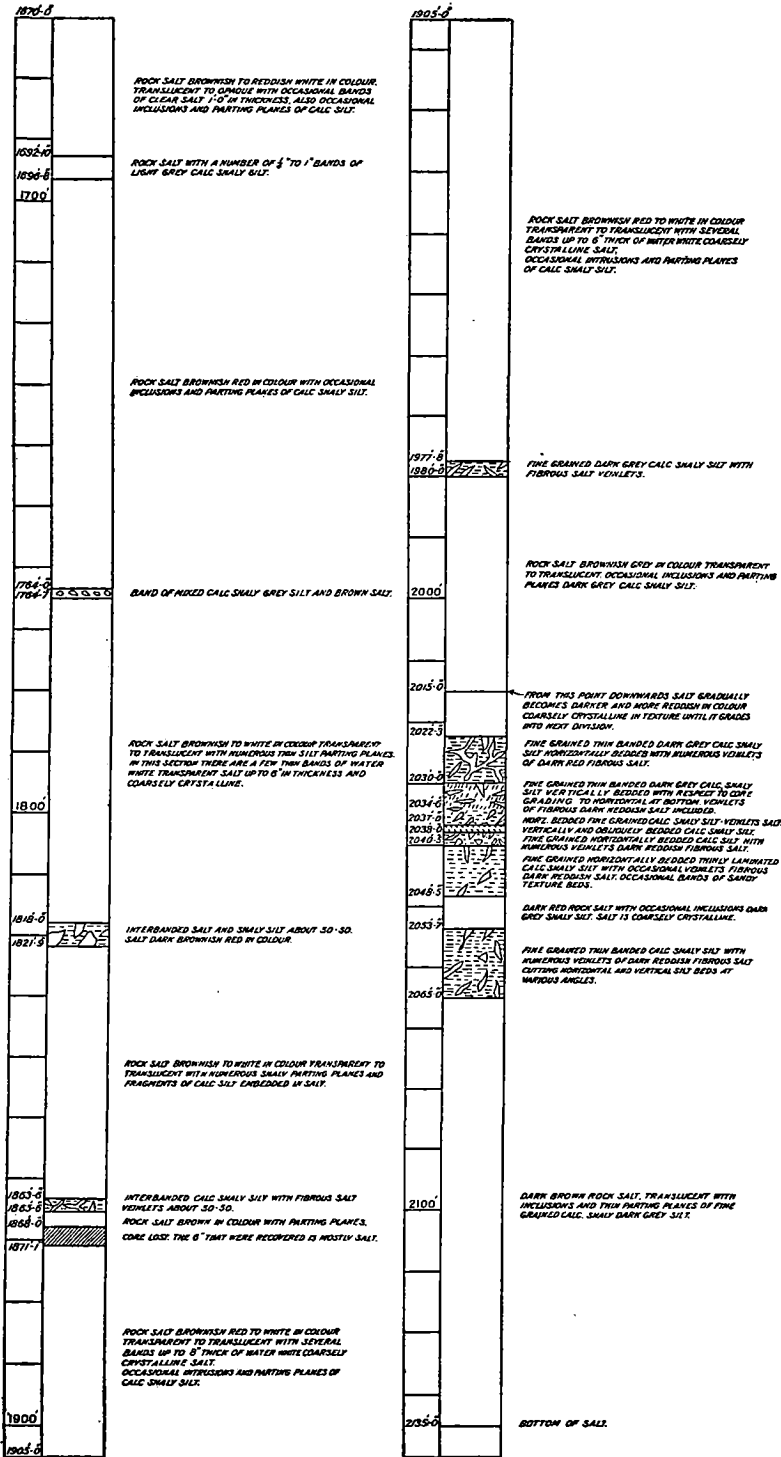 1670'-0"
ROCK SALT BROWNISH TO REDDISH WHITE IN COLOUR.
TRANSLUCENT TO OPAQUE WITH OCCASIONAL BANDS
OF CLEAR SALT 1'-0" IN THICKNESS, ALSO OCCASIONAL
INCLUSIONS AND PARTING PLANES OF CALC SILT.
1692'-10"
ROCK SALT WITH A NUMBER OF ½" TO 1" BANDS OF
LIGHT GREY CALC SHALY SILT.
1696'-8"
1700'
ROCK SALT BROWNISH RED IN COLOUR WITH OCCASIONAL
INCLUSIONS AND PARTING PLANES OF CALC SHALY SILT.
1764'-0"
1764'-7"
BAND OF MIXED CALC SHALY GREY SILT AND BROWN SALT.
ROCK SALT BROWNISH TO WHITE IN COLOUR TRANSPARENT
TO TRANSLUCENT WITH NUMEROUS THIN SILT PARTING PLANES.
IN THIS SECTION THERE ARE A FEW THIN BANDS OF WATER
WHITE TRANSPARENT SALT UP TO 6" IN THICKNESS AND
COARSELY CRYSTALLINE.
1800'
1818'-0"
1821'-9"
INTERBANDED SALT AND SHALY SILT ABOUT 50-50.
SALT DARK BROWNISH RED IN COLOUR.
ROCK SALT BROWNISH TO WHITE IN COLOUR TRANSPARENT TO
TRANSLUCENT WITH NUMEROUS SHALY PARTING PLANES AND
FRAGMENTS OF CALC SILT EMBEDDED IN SALT.
1863'-6"
1865'-6"
INTERBANDED CALC SHALY SILT WITH FIBROUS SALT
VEINLETS ABOUT 50-50.
1868'-0"
ROCK SALT BROWN IN COLOUR WITH PARTING PLANES.
CORE LOST. THE 6" THAT WERE RECOVERED IS MOSTLY SALT.
1871'-1"
ROCK SALT BROWNISH RED TO WHITE IN COLOUR
TRANSPARENT TO TRANSLUCENT WITH SEVERAL
BANDS UP TO 8" THICK OF WATER WHITE COARSELY
CRYSTALLINE SALT.
OCCASIONAL INTRUSIONS AND PARTING PLANES OF
CALC SHALY SILT.
1900'
1905'-0"
1905'-0"
ROCK SALT BROWNISH RED TO WHITE IN COLOUR
TRANSPARENT TO TRANSLUCENT WITH SEVERAL
BANDS UP TO 6" THICK OF WATER WHITE COARSELY
CRYSTALLINE SALT.
OCCASIONAL INTRUSIONS AND PARTING PLANES
OF CALC SHALY SILT.
1977'-8"
1980'-0"
FINE GRAINED DARK GREY CALC SHALY SILT WITH
FIBROUS SALT VEINLETS.
ROCK SALT BROWNISH GREY IN COLOUR TRANSPARENT
TO TRANSLUCENT. OCCASIONAL INCLUSIONS AND PARTING
PLANES DARK GREY CALC SHALY SILT.
2000'
2015'-0"
FROM THIS POINT DOWNWARDS SALT GRADUALLY
BECOMES DARKER AND MORE REDDISH IN COLOUR
COARSELY CRYSTALLINE IN TEXTURE UNTIL IT GRADES
INTO NEXT DIVISION.
2022'-3"
FINE GRAINED THIN BANDED DARK GREY CALC SHALY
SILT HORIZONTALLY BEDDED WITH NUMEROUS VEINLETS
OF DARK RED FIBROUS SALT.
2030'-0"
FINE GRAINED THIN BANDED DARK GREY CALC, SHALY
SILT VERTICALLY BEDDED WITH RESPECT TO CORE
GRADING TO HORIZONTAL AT BOTTOM. VEINLETS
OF FIBROUS DARK REDDISH SALT INCLUDED.
2034'-6"
2037'-0"
HORIZ. BEDDED FINE GRAINED CALC SHALY SILT-VEINLETS SALT.
2038'-0"
VERTICALLY AND OBLIQUELY BEDDED CALC SHALY SILT.
2040'-3"
FINE GRAINED HORIZONTALLY BEDDED CALC SILT WITH
NUMEROUS VEINLETS DARK REDDISH FIBROUS SALT.
FINE GRAINED HORIZONTALLY BEDDED THINLY LAMINATED
CALC SHALY SILT WITH OCCASIONAL VEINLETS FIBROUS
DARK REDDISH SALT. OCCASIONAL BANDS OF SANDY
TEXTURE BEDS.
2048'-5"
DARK RED ROCK SALT WITH OCCASIONAL INCLUSIONS DARK
GREY SHALY SILT. SALT IS COARSELY CRYSTALLINE.
2053'-7"
FINE GRAINED THIN BANDED CALC SHALY SILT WITH
NUMEROUS VEINLETS OF DARK REDDISH FIBROUS SALT
CUTTING HORIZONTAL AND VERTICAL SILT BEDS AT
VARIOUS ANGLES.
2065'-0"
DARK BROWN ROCK SALT, TRANSLUCENT WITH
INCLUSIONS AND THIN PARTING PLANES OF FINE
GRAINED CALC. SHALY DARK GREY SILT.
2100'
2135'-0"
BOTTOM OF SALT.